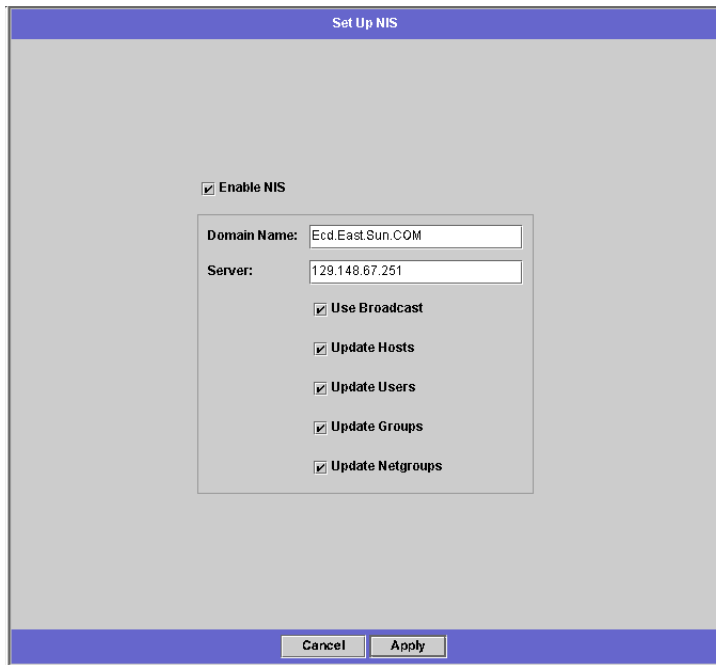 Set Up NIS
Enable NIS
Domain Name: Ecd.East.Sun.COM
Server: 129.148.67.251
Use Broadcast
Update Hosts
Update Users
Update Groups
Update Netgroups
Cancel Apply